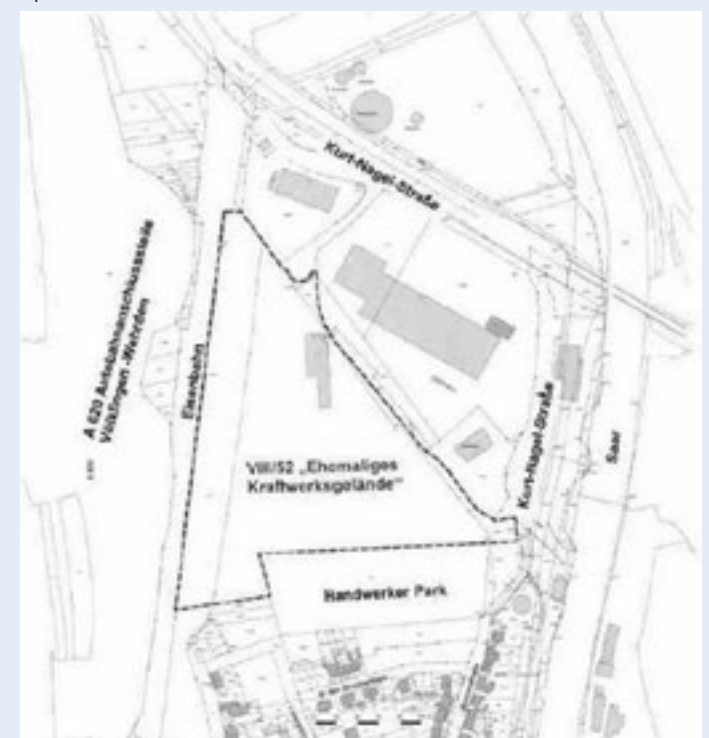 Kurt-Nagel-Straße
A 620 Autobahnanschlussstelle
Völklingen -Wehrden
Eisenbahn
VIII/52 „Ehemaliges
Kraftwerksgelände“
Kurt-Nagel-Straße
Saar
Handwerker Park